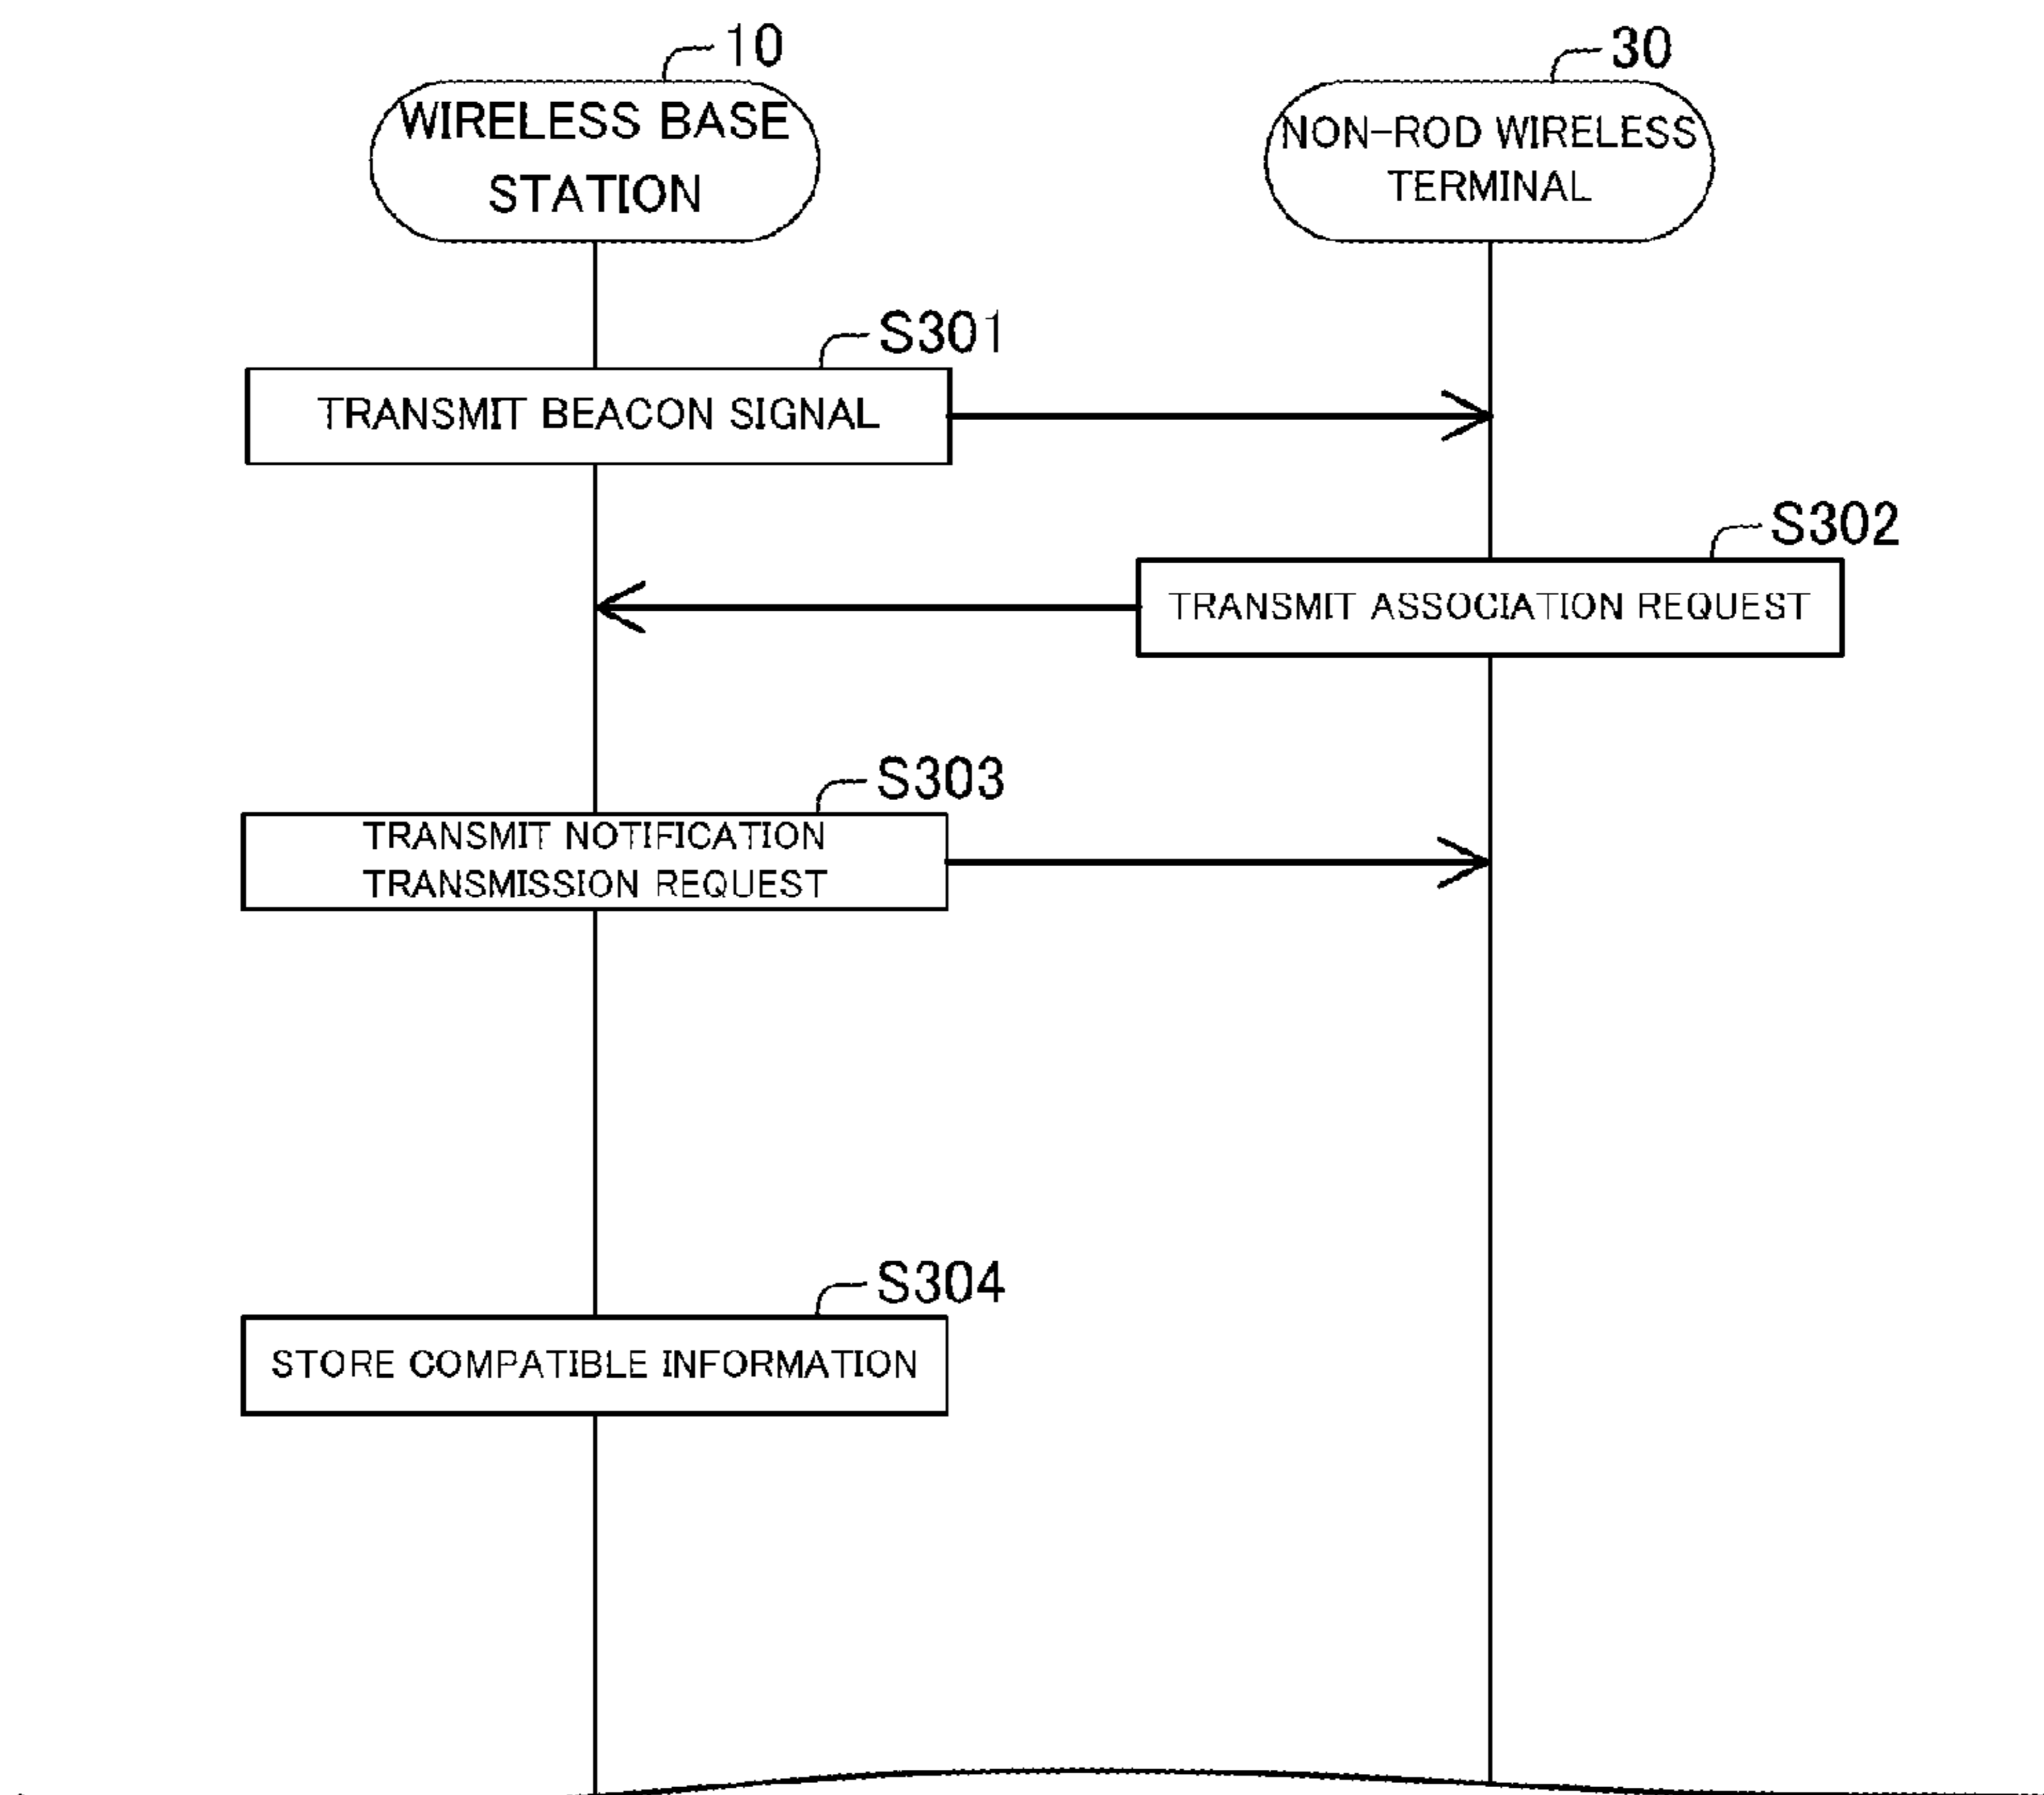 10
WIRELESS BASE
STATION
30
NON-ROD WIRELESS
TERMINAL
S301
TRANSMIT BEACON SIGNAL
S302
TRANSMIT ASSOCIATION REQUEST
S303
TRANSMIT NOTIFICATION
TRANSMISSION REQUEST
S304
STORE COMPATIBLE INFORMATION